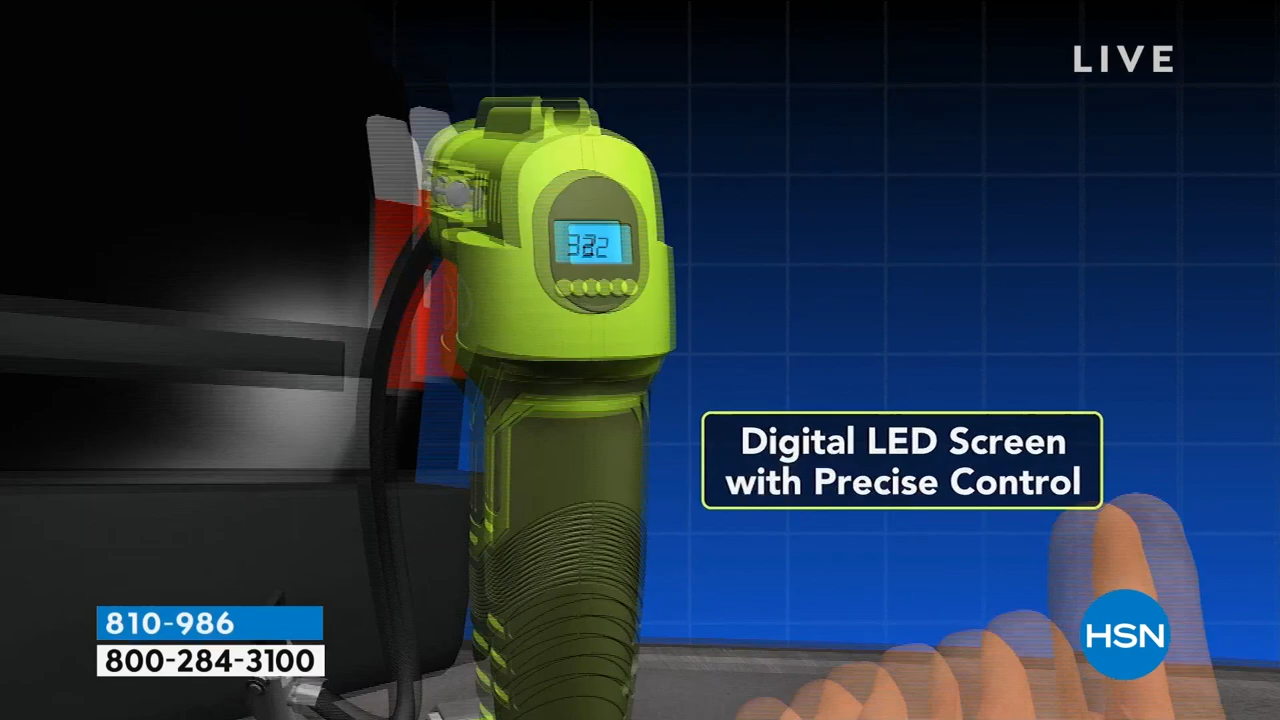 LIVE
Digital LED Screen
with Precise Control
810-986
800-284-3100
HSN